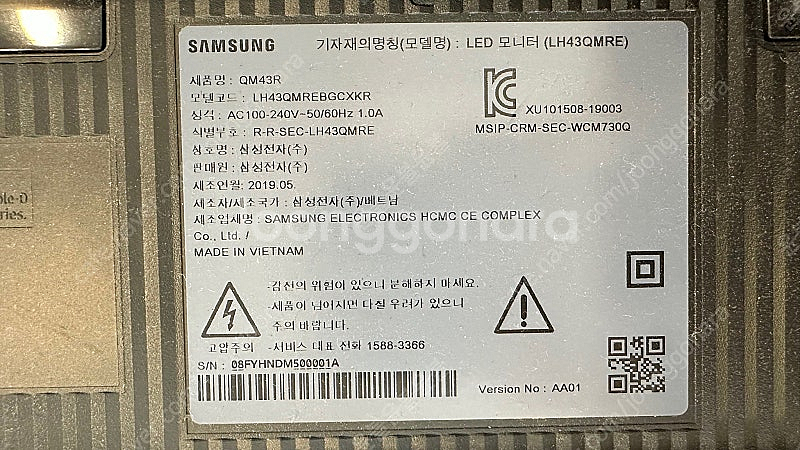 SAMSUNG 기자재의명칭(모델명) : LED 모니터 (LH43QMRE)
제품명 : QM43R
모델코드 : LH43QMREBGCXKR
정격 : AC100-240V~50/60Hz 1.0A
식별부호 : R-R-SEC-LH43QMRE
상호명 : 삼성전자(주)
판매원 : 삼성전자(주)
제조연월: 2019.05.
제조자/제조국가 : 삼성전자(주)/베트남
제조업체명 : SAMSUNG ELECTRONICS HCMC CE COMPLEX
Co., Ltd. /
MADE IN VIETNAM
XU101508-19003
MSIP-CRM-SEC-WCM730Q
-감전의 위험이 있으니 분해하지 마세요.
-제품이 넘어지면 다칠 우려가 있으니
주의 바랍니다.
고압주의 -서비스 대표 전화 1588-3366
S/N : 08FYHNDM500001A
Version No : AA01
joonggonara